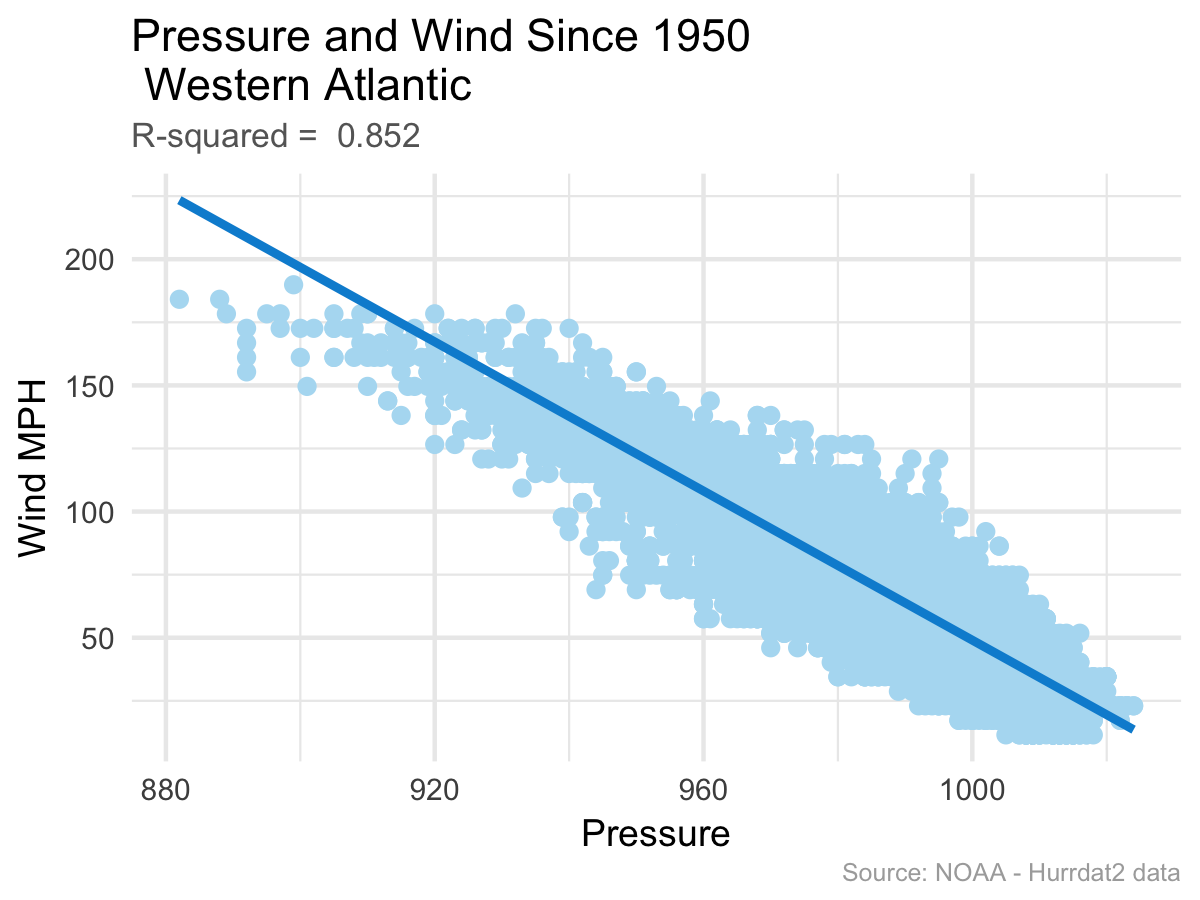 Pressure and Wind Since 1950
Western Atlantic
R-squared =  0.852
200
150
100
50
Wind MPH
880 920 960 1000
Pressure
Source: NOAA - Hurrdat2 data